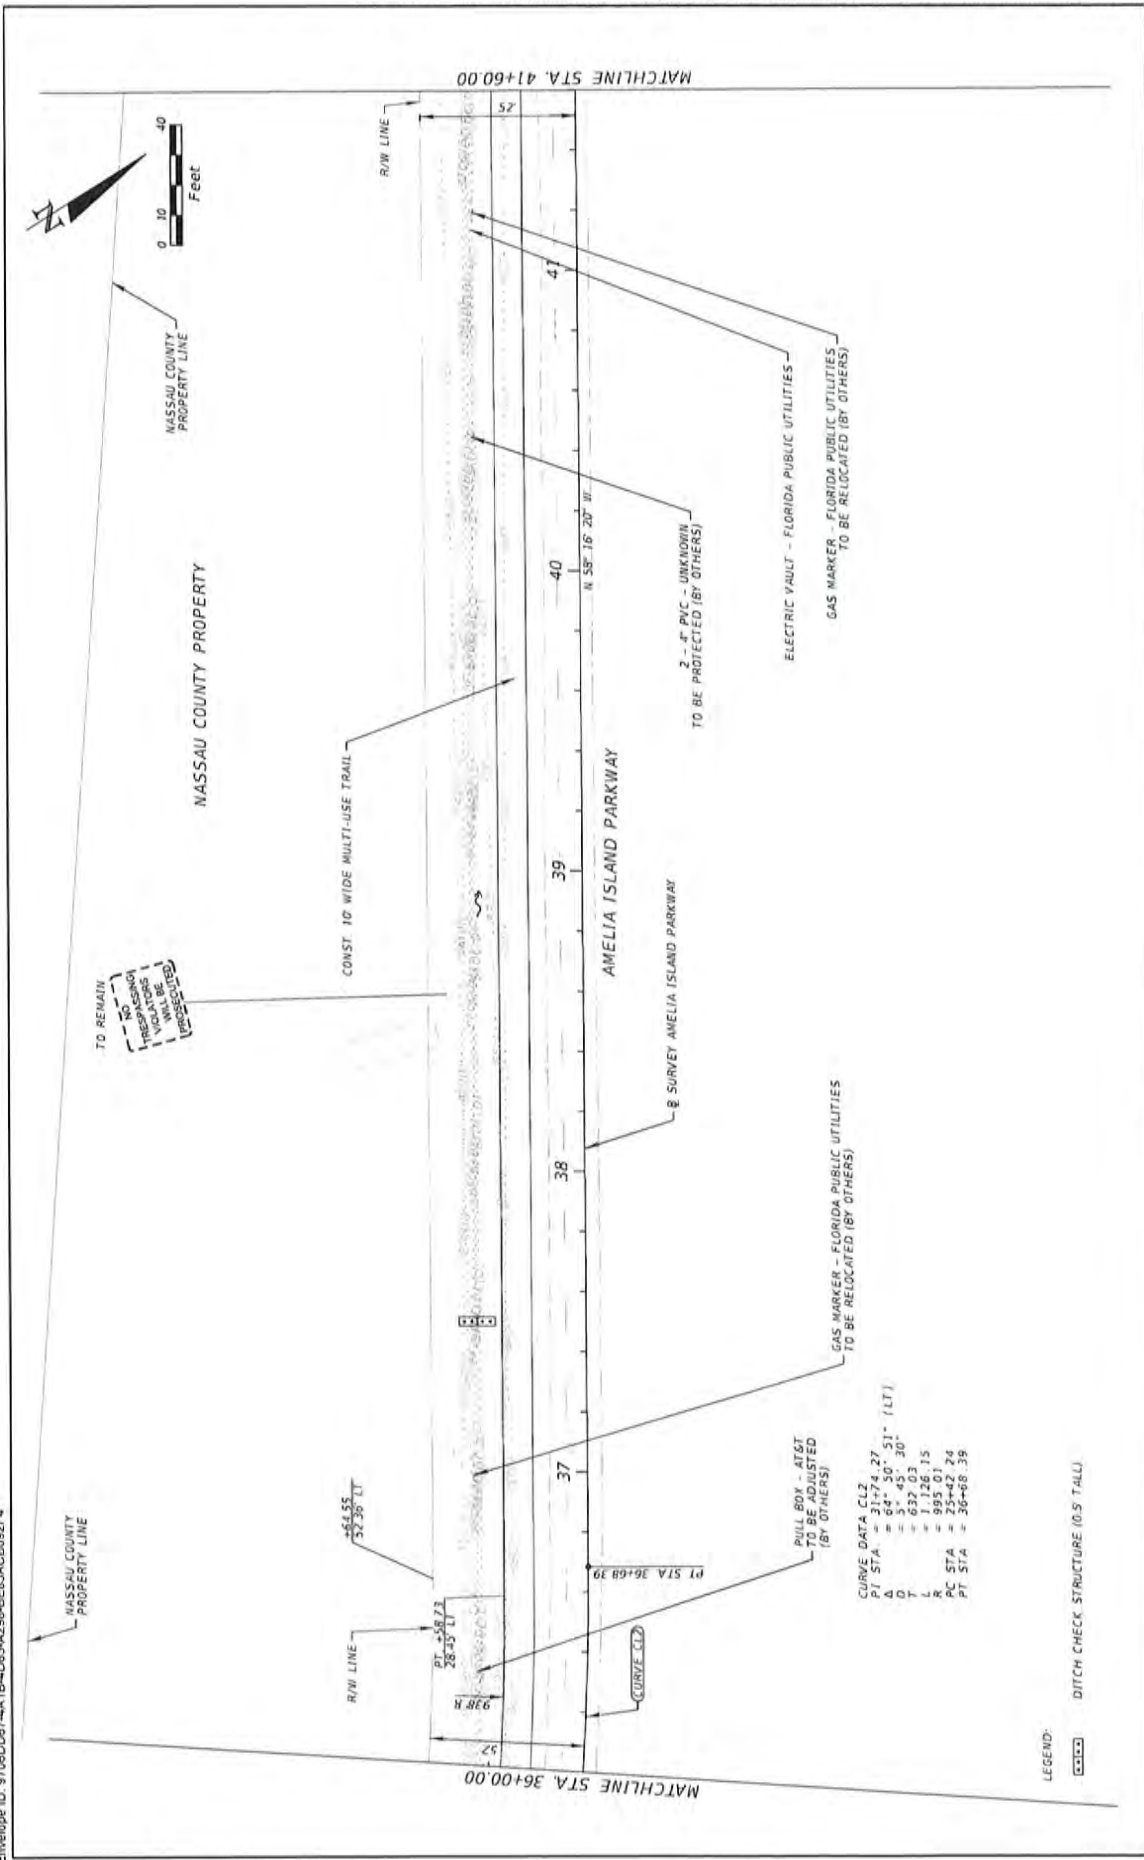 MATCHLINE STA. 41+60.00
N
0 10 40
Feet
R/W LINE
52
NASSAU COUNTY
PROPERTY LINE
NASSAU COUNTY PROPERTY
41
GAS MARKER - FLORIDA PUBLIC UTILITIES
TO BE RELOCATED (BY OTHERS)
ELECTRIC VAULT - FLORIDA PUBLIC UTILITIES
2 - 4" PVC - UNKNOWN
TO BE PROTECTED (BY OTHERS)
40
N 58° 16' 20" W
CONST. 10' WIDE MULTI-USE TRAIL
39
AMELIA ISLAND PARKWAY
TO REMAIN
NO
TRESPASSING
VIOLATORS
WILL BE
PROSECUTED
℄ SURVEY AMELIA ISLAND PARKWAY
38
GAS MARKER - FLORIDA PUBLIC UTILITIES
TO BE RELOCATED (BY OTHERS)
37
+64.55
52.36' LT
PT +58.73
28.45' LT
R/W LINE
938' R
52
PT STA 36+68.39
CURVE CL2
PULL BOX - AT&T
TO BE ADJUSTED
(BY OTHERS)
CURVE DATA CL2
PI STA. = 31+74.27
Δ = 64° 50' 51" (LT)
D = 5° 45' 30"
T = 632.03
L = 1,126.15
R = 995.01
PC STA = 25+42.24
PT STA = 36+68.39
NASSAU COUNTY
PROPERTY LINE
MATCHLINE STA. 36+00.00
LEGEND:
DITCH CHECK STRUCTURE (0.5' TALL)